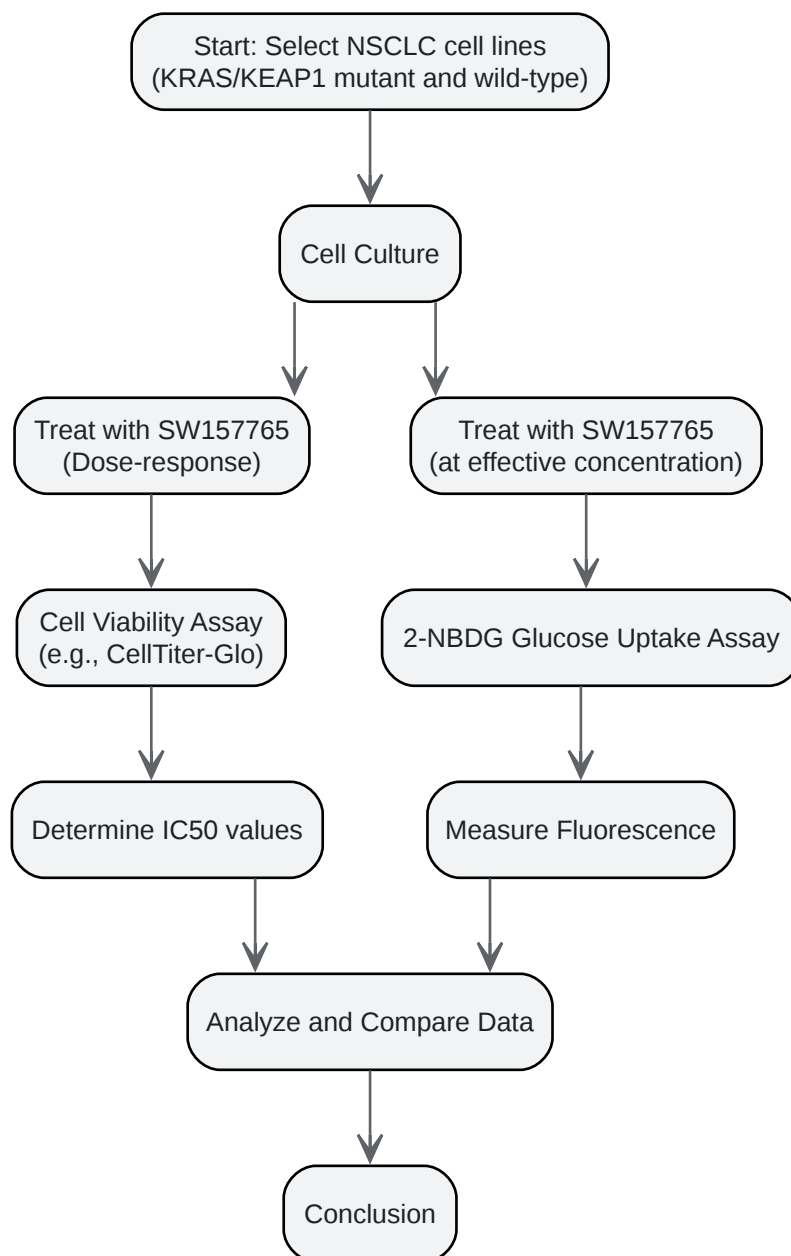 Start: Select NSCLC cell lines
(KRAS/KEAP1 mutant and wild-type)
Cell Culture
Treat with SW157765
(Dose-response)
Treat with SW157765
(at effective concentration)
Cell Viability Assay
(e.g., CellTiter-Glo)
2-NBDG Glucose Uptake Assay
Determine IC50 values
Measure Fluorescence
Analyze and Compare Data
Conclusion